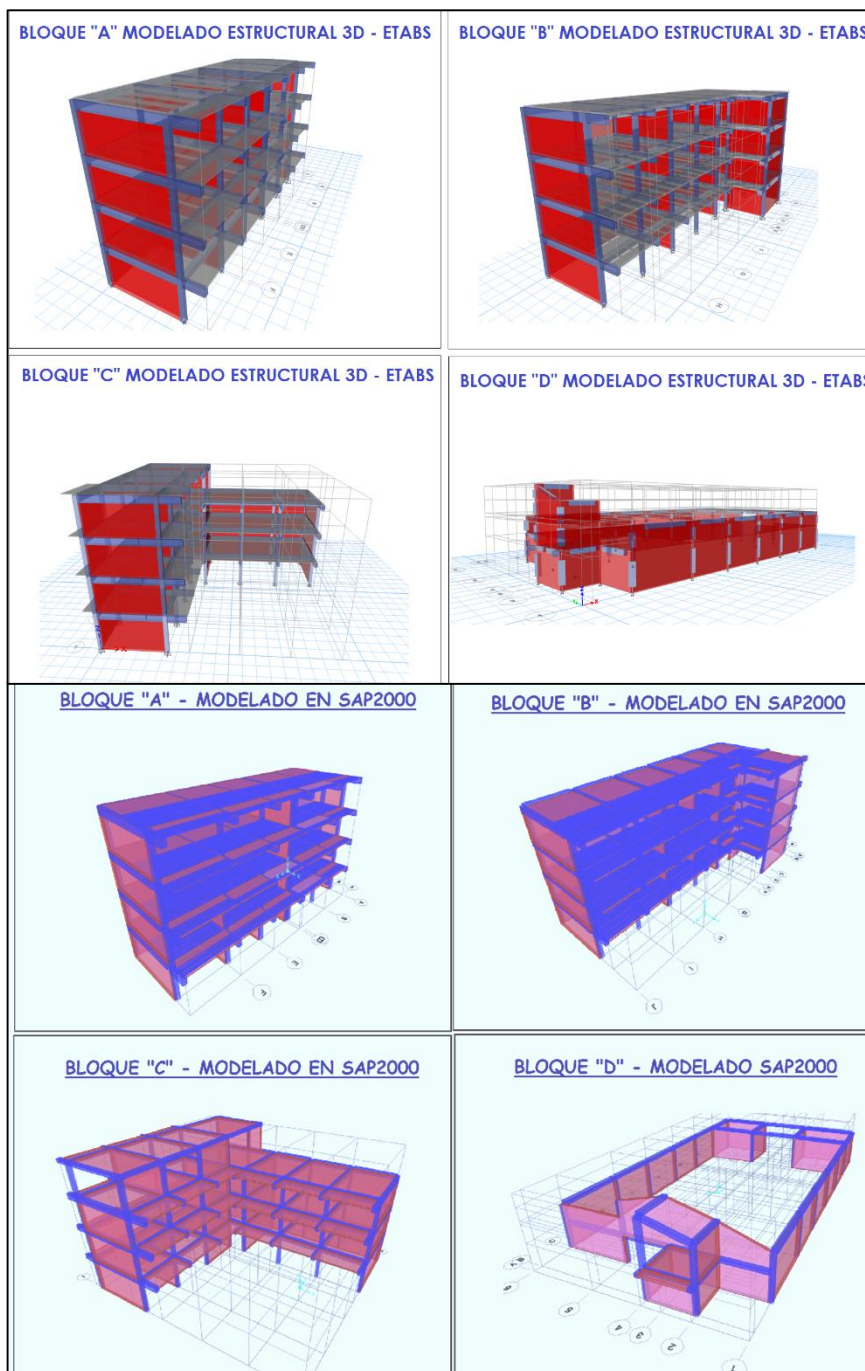 BLOQUE "A" MODELADO ESTRUCTURAL 3D - ETABS
BLOQUE "B" MODELADO ESTRUCTURAL 3D - ETABS
BLOQUE "C" MODELADO ESTRUCTURAL 3D - ETABS
BLOQUE "D" MODELADO ESTRUCTURAL 3D - ETABS
BLOQUE "A" - MODELADO EN SAP2000
BLOQUE "B" - MODELADO EN SAP2000
BLOQUE "C" - MODELADO EN SAP2000
BLOQUE "D" - MODELADO SAP2000